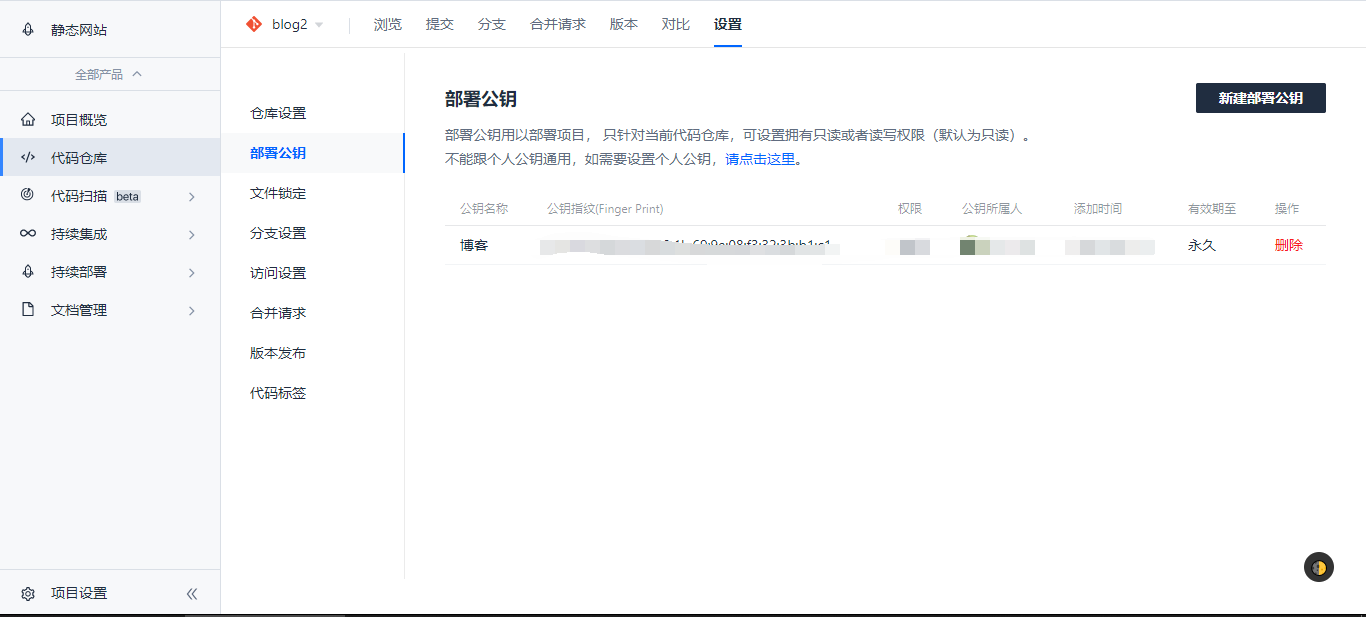 静态网站
全部产品
项目概览
代码仓库
代码扫描 beta
持续集成
持续部署
文档管理
项目设置
blog2
浏览 提交 分支 合并请求 版本 对比 设置
仓库设置
部署公钥
文件锁定
分支设置
访问设置
合并请求
版本发布
代码标签
部署公钥
新建部署公钥
部署公钥用以部署项目， 只针对当前代码仓库，可设置拥有只读或者读写权限（默认为只读）。
不能跟个人公钥通用，如需要设置个人公钥，请点击这里。
公钥名称 公钥指纹(Finger Print) 权限 公钥所属人 添加时间 有效期至 操作
博客 永久 删除